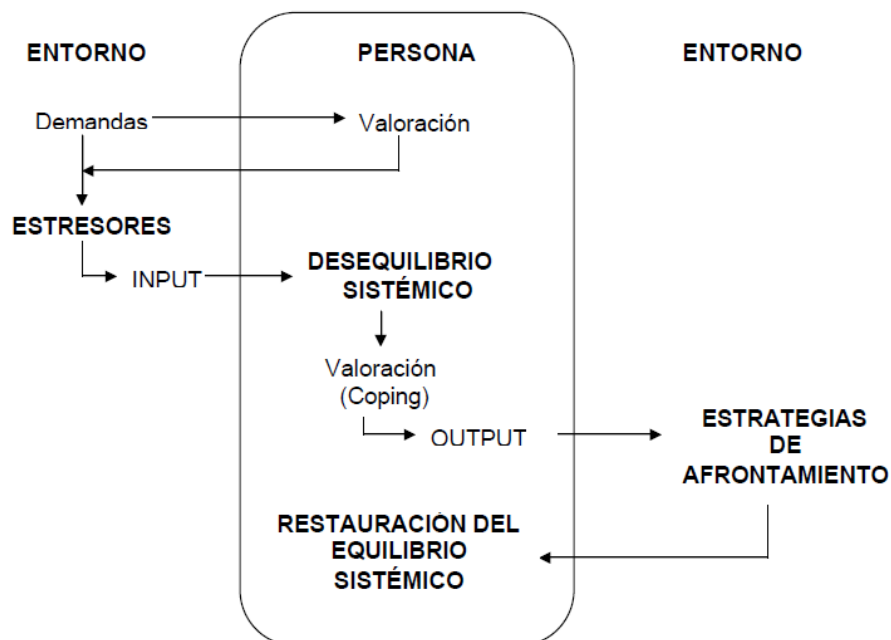 ENTORNO
PERSONA
ENTORNO
Demandas
Valoración
ESTRESORES
INPUT
DESEQUILIBRIO
SISTÉMICO
Valoración
(Coping)
OUTPUT
ESTRATEGIAS
DE
AFRONTAMIENTO
RESTAURACIÓN DEL
EQUILIBRIO
SISTÉMICO